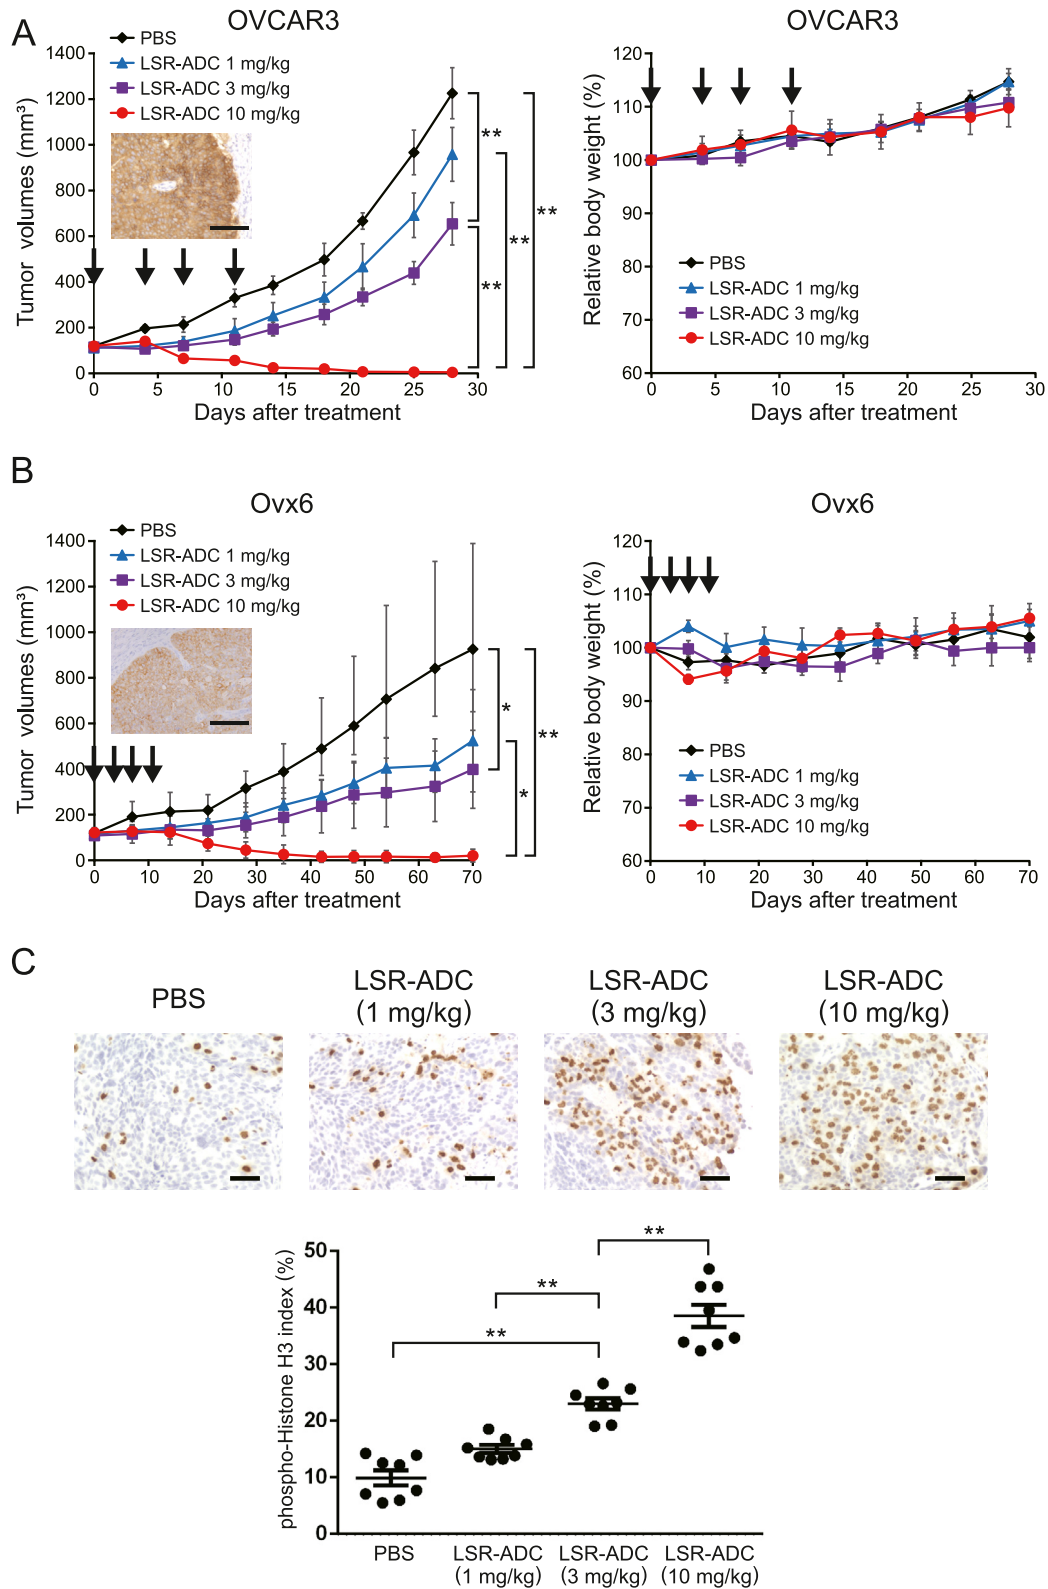 A
OVCAR3
PBS
LSR-ADC 1 mg/kg
LSR-ADC 3 mg/kg
LSR-ADC 10 mg/kg
Tumor volumes (mm³)
1400
1200
1000
800
600
400
200
0
0 5 10 15 20 25 30
Days after treatment
**
**
**
**
OVCAR3
Relative body weight (%)
120
110
100
90
80
70
60
PBS
LSR-ADC 1 mg/kg
LSR-ADC 3 mg/kg
LSR-ADC 10 mg/kg
0 5 10 15 20 25 30
Days after treatment
B
Ovx6
PBS
LSR-ADC 1 mg/kg
LSR-ADC 3 mg/kg
LSR-ADC 10 mg/kg
Tumor volumes (mm³)
1400
1200
1000
800
600
400
200
0
0 10 20 30 40 50 60 70
Days after treatment
*
**
*
Ovx6
Relative body weight (%)
120
110
100
90
80
70
60
PBS
LSR-ADC 1 mg/kg
LSR-ADC 3 mg/kg
LSR-ADC 10 mg/kg
0 10 20 30 40 50 60 70
Days after treatment
C
PBS
LSR-ADC
(1 mg/kg)
LSR-ADC
(3 mg/kg)
LSR-ADC
(10 mg/kg)
phospho-Histone H3 index (%)
50
40
30
20
10
0
**
**
**
PBS
LSR-ADC
(1 mg/kg)
LSR-ADC
(3 mg/kg)
LSR-ADC
(10 mg/kg)